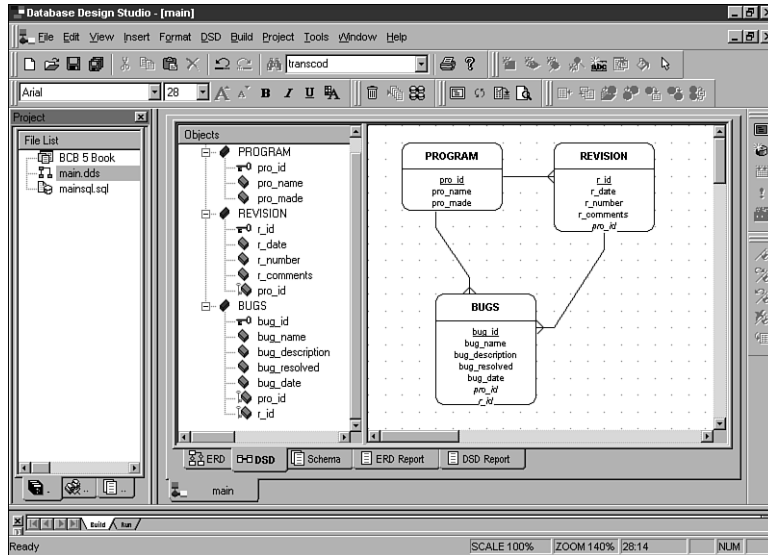 Database Design Studio - [main]
File Edit View Insert Format DSD Build Project Tools Window Help
transcod
abc
Arial 28 A A B I U
Project
File List
BCB 5 Book
main.dds
mainsql.sql
Objects
PROGRAM
pro_id
pro_name
pro_made
REVISION
r_id
r_date
r_number
r_comments
pro_id
BUGS
bug_id
bug_name
bug_description
bug_resolved
bug_date
pro_id
r_id
PROGRAM
pro_id
pro_name
pro_made
REVISION
r_id
r_date
r_number
r_comments
pro_id
BUGS
bug_id
bug_name
bug_description
bug_resolved
bug_date
pro_id
r_id
ERD DSD Schema ERD Report DSD Report
main
Build Run
Ready SCALE 100% ZOOM 140% 28:14 NUM